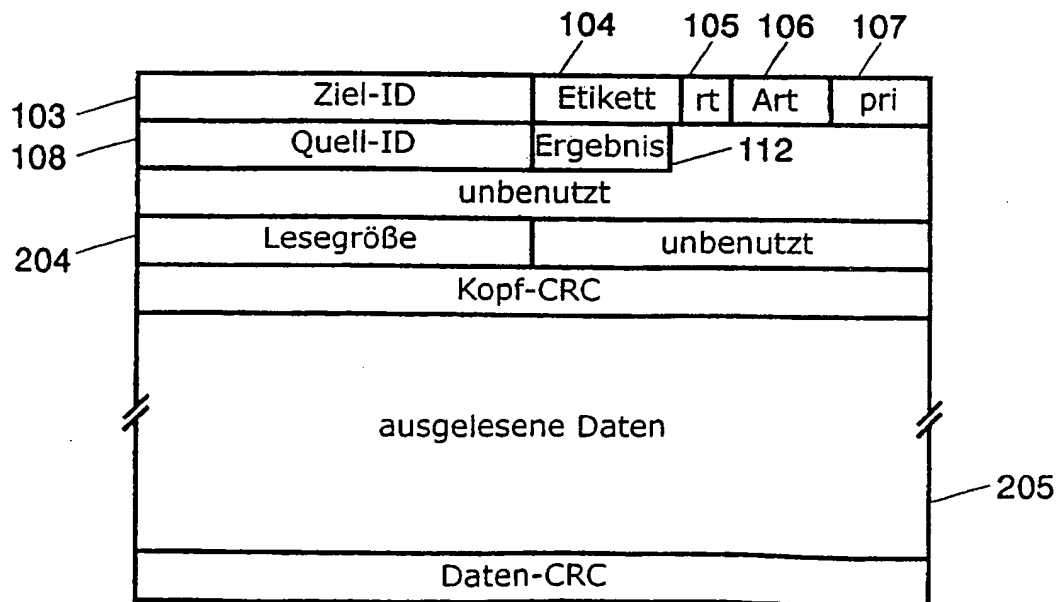 104 105 106 107
103 Ziel-ID Etikett rt Art pri
108 Quell-ID Ergebnis 112
unbenutzt
204 Lesegröße unbenutzt
Kopf-CRC
ausgelesene Daten
205
Daten-CRC